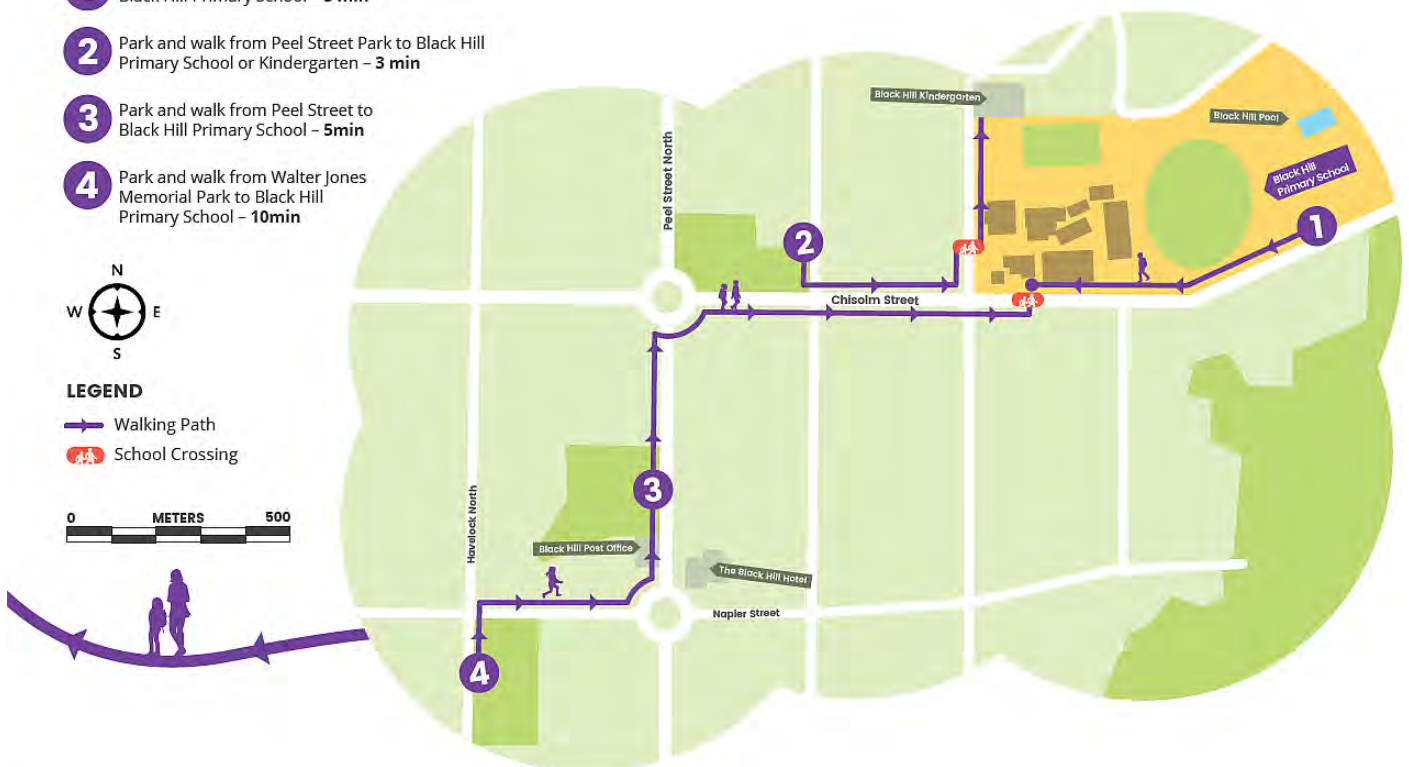 Black Hill Primary School –
2
Park and walk from Peel Street Park to Black Hill
Primary School or Kindergarten – 3 min
3
Park and walk from Peel Street to
Black Hill Primary School – 5min
4
Park and walk from Walter Jones
Memorial Park to Black Hill
Primary School – 10min
N
W
E
S
LEGEND
Walking Path
School Crossing
0
METERS
500
Black Hill Kindergarten
Black Hill Pool
Black Hill
Primary School
1
Peel Street North
2
Chisolm Street
3
Havelock North
Black Hill Post Office
The Black Hill Hotel
Napier Street
4